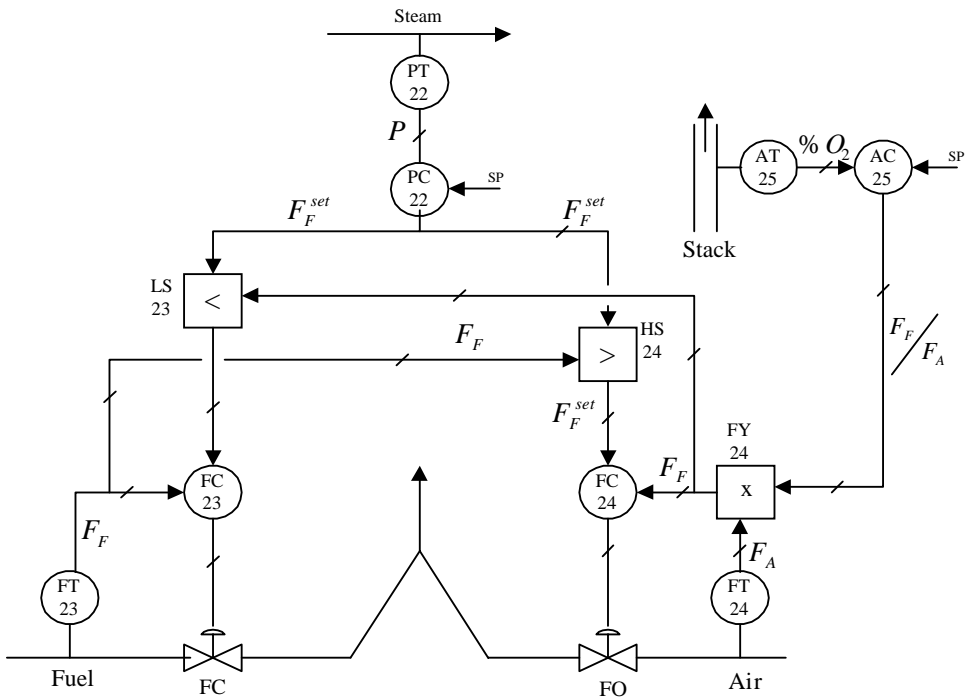 Steam
PT
22
P
PC
22
SP
F_F^set
F_F^set
% O_2
AT
25
AC
25
SP
Stack
LS
23
<
HS
24
>
F_F
F_F / F_A
F_F^set
FY
24
x
FC
23
FC
24
F_F
F_F
F_A
FT
23
FT
24
Fuel
FC
FO
Air